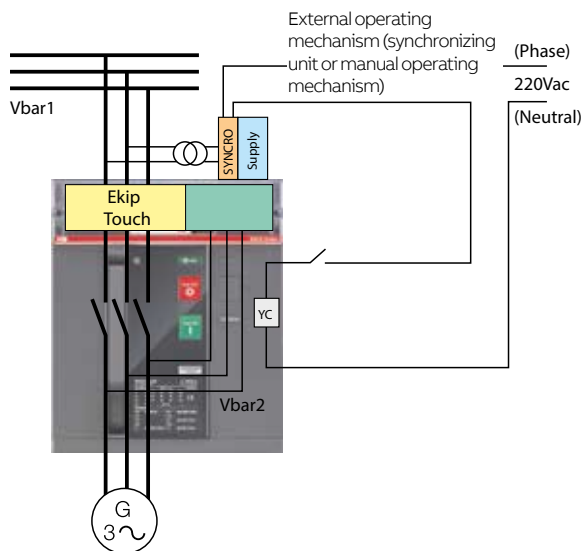 External operating
mechanism (synchronizing
unit or manual operating
mechanism)
(Phase)
220Vac
(Neutral)
Vbar1
SYNCRO
Supply
Ekip
Touch
YC
Vbar2
G
3